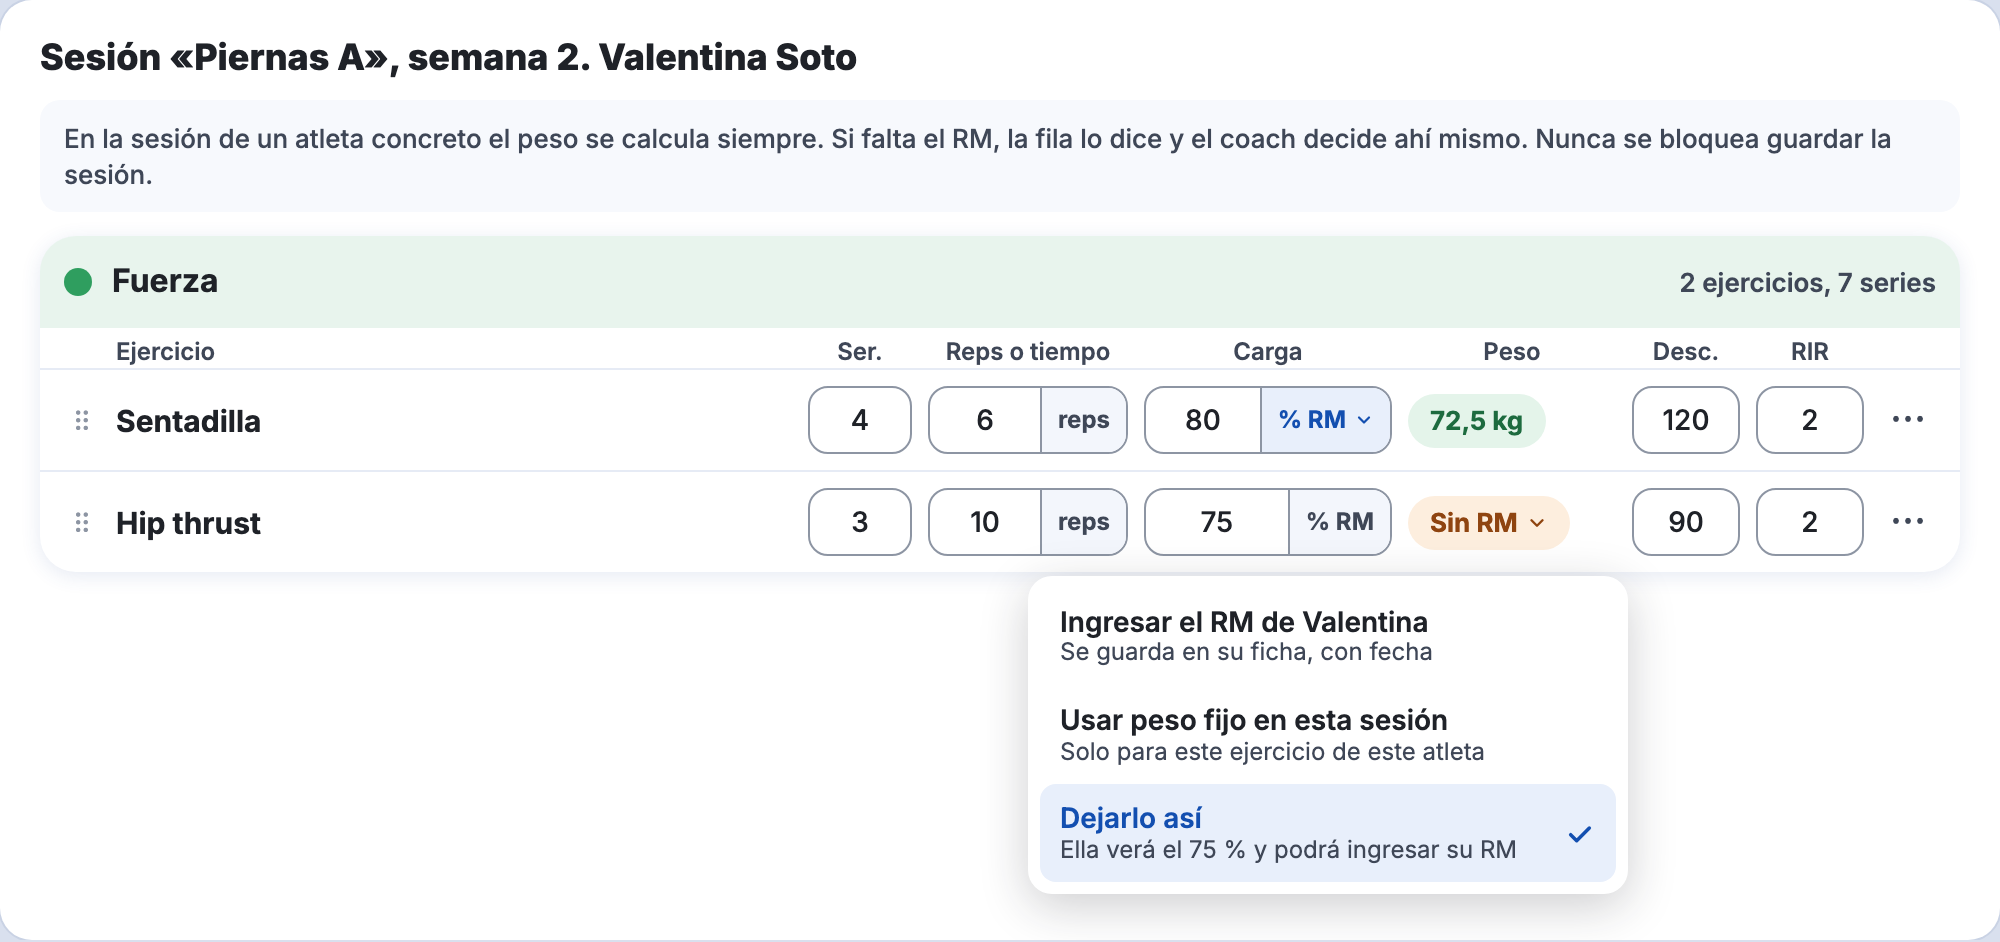 Sesión «Piernas A», semana 2. Valentina Soto
En la sesión de un atleta concreto el peso se calcula siempre. Si falta el RM, la fila lo dice y el coach decide ahí mismo. Nunca se bloquea guardar la
sesión.
Fuerza 2 ejercicios, 7 series
Ejercicio Ser. Reps o tiempo Carga Peso Desc. RIR
Sentadilla 4 6 reps 80 % RM 72,5 kg 120 2
Hip thrust 3 10 reps 75 % RM Sin RM 90 2
Ingresar el RM de Valentina
Se guarda en su ficha, con fecha
Usar peso fijo en esta sesión
Solo para este ejercicio de este atleta
Dejarlo así
Ella verá el 75 % y podrá ingresar su RM